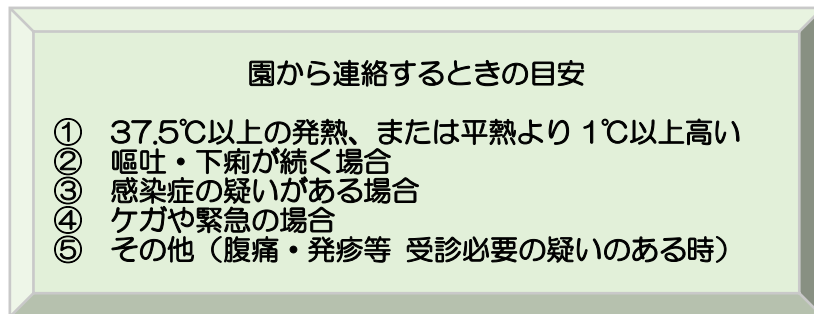 園から連絡するときの目安
① 37.5℃以上の発熱、または平熱より1℃以上高い
② 嘔吐・下痢が続く場合
③ 感染症の疑いがある場合
④ ケガや緊急の場合
⑤ その他（腹痛・発疹等 受診必要の疑いのある時）